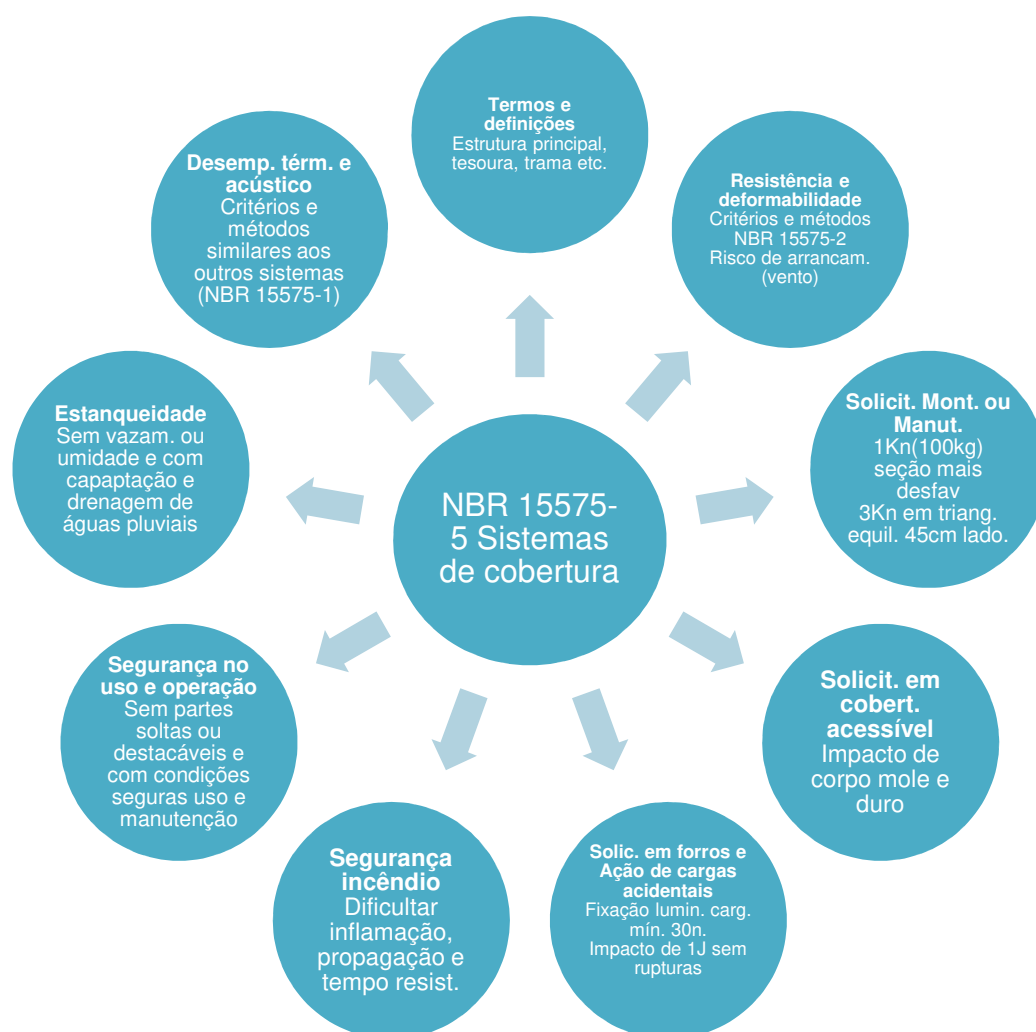 Termos e
definições
Estrutura principal,
tesoura, trama etc.
Resistência e
deformabilidade
Critérios e métodos
NBR 15575-2
Risco de arrancam.
(vento)
Solicit. Mont. ou
Manut.
1Kn(100kg)
seção mais
desfav
3Kn em triang.
equil. 45cm lado.
Solicit. em
cobert.
acessível
Impacto de
corpo mole e
duro
Solic. em forros e
Ação de cargas
acidentais
Fixação lumin. carg.
mín. 30n.
Impacto de 1J sem
rupturas
Segurança
incêndio
Dificultar
inflamação,
propagação e
tempo resist.
Segurança no
uso e operação
Sem partes
soltas ou
destacáveis e
com condições
seguras uso e
manutenção
Estanqueidade
Sem vazam. ou
umidade e com
capaptação e
drenagem de
águas pluviais
Desemp. térm. e
acústico
Critérios e
métodos
similares aos
outros sistemas
(NBR 15575-1)
NBR 15575-
5 Sistemas
de cobertura